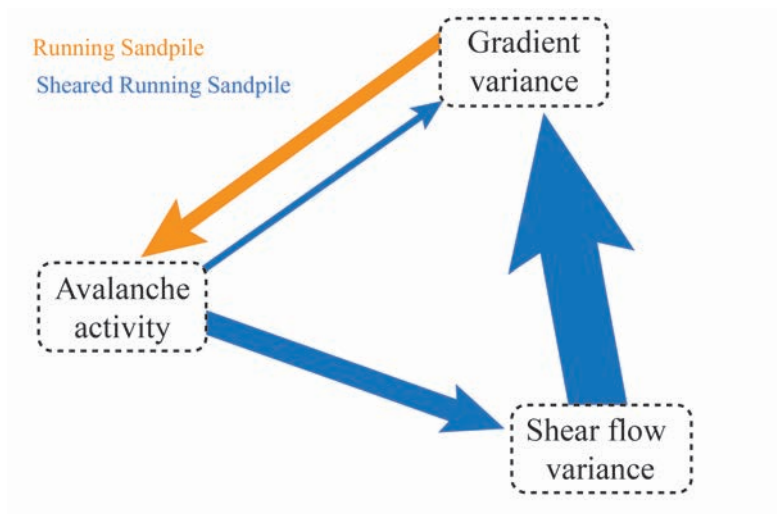 Running Sandpile
Sheared Running Sandpile
Gradient
variance
Avalanche
activity
Shear flow
variance